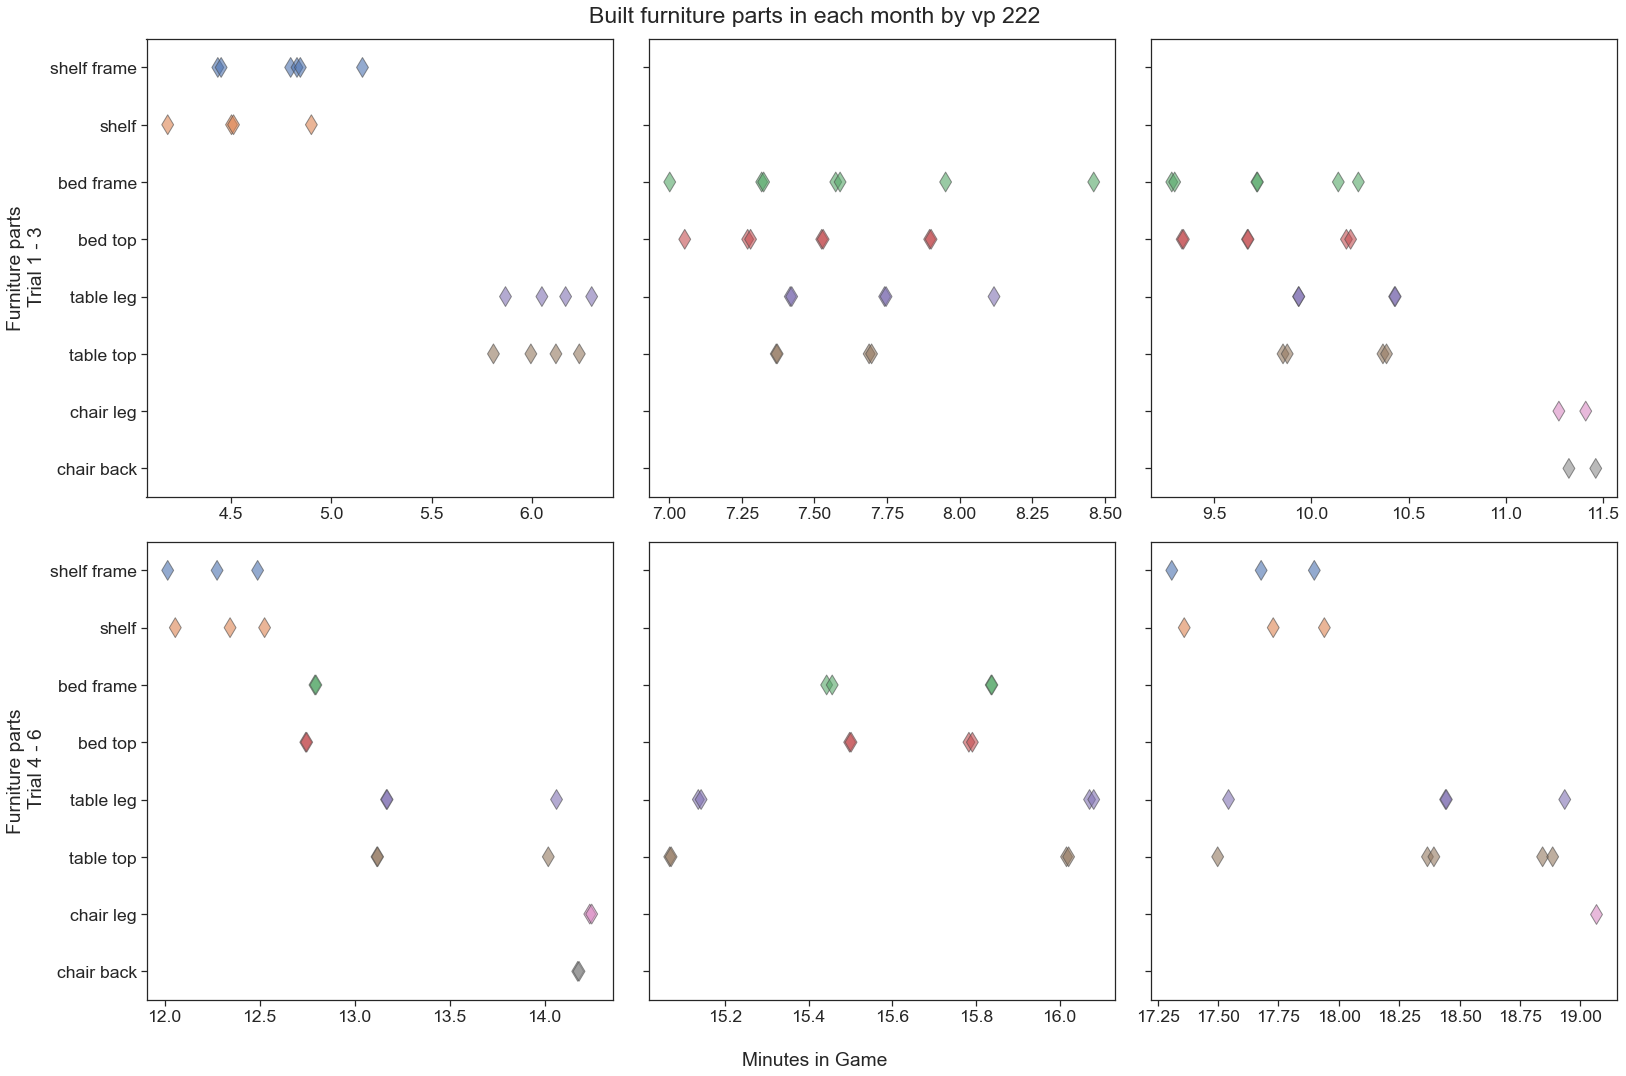 Built furniture parts in each month by vp 222
Furniture parts
Trial 1 - 3
shelf frame
shelf
bed frame
bed top
table leg
table top
chair leg
chair back
4.5 5.0 5.5 6.0
7.00 7.25 7.50 7.75 8.00 8.25 8.50
9.5 10.0 10.5 11.0 11.5
Furniture parts
Trial 4 - 6
shelf frame
shelf
bed frame
bed top
table leg
table top
chair leg
chair back
12.0 12.5 13.0 13.5 14.0
15.2 15.4 15.6 15.8 16.0
17.25 17.50 17.75 18.00 18.25 18.50 18.75 19.00
Minutes in Game